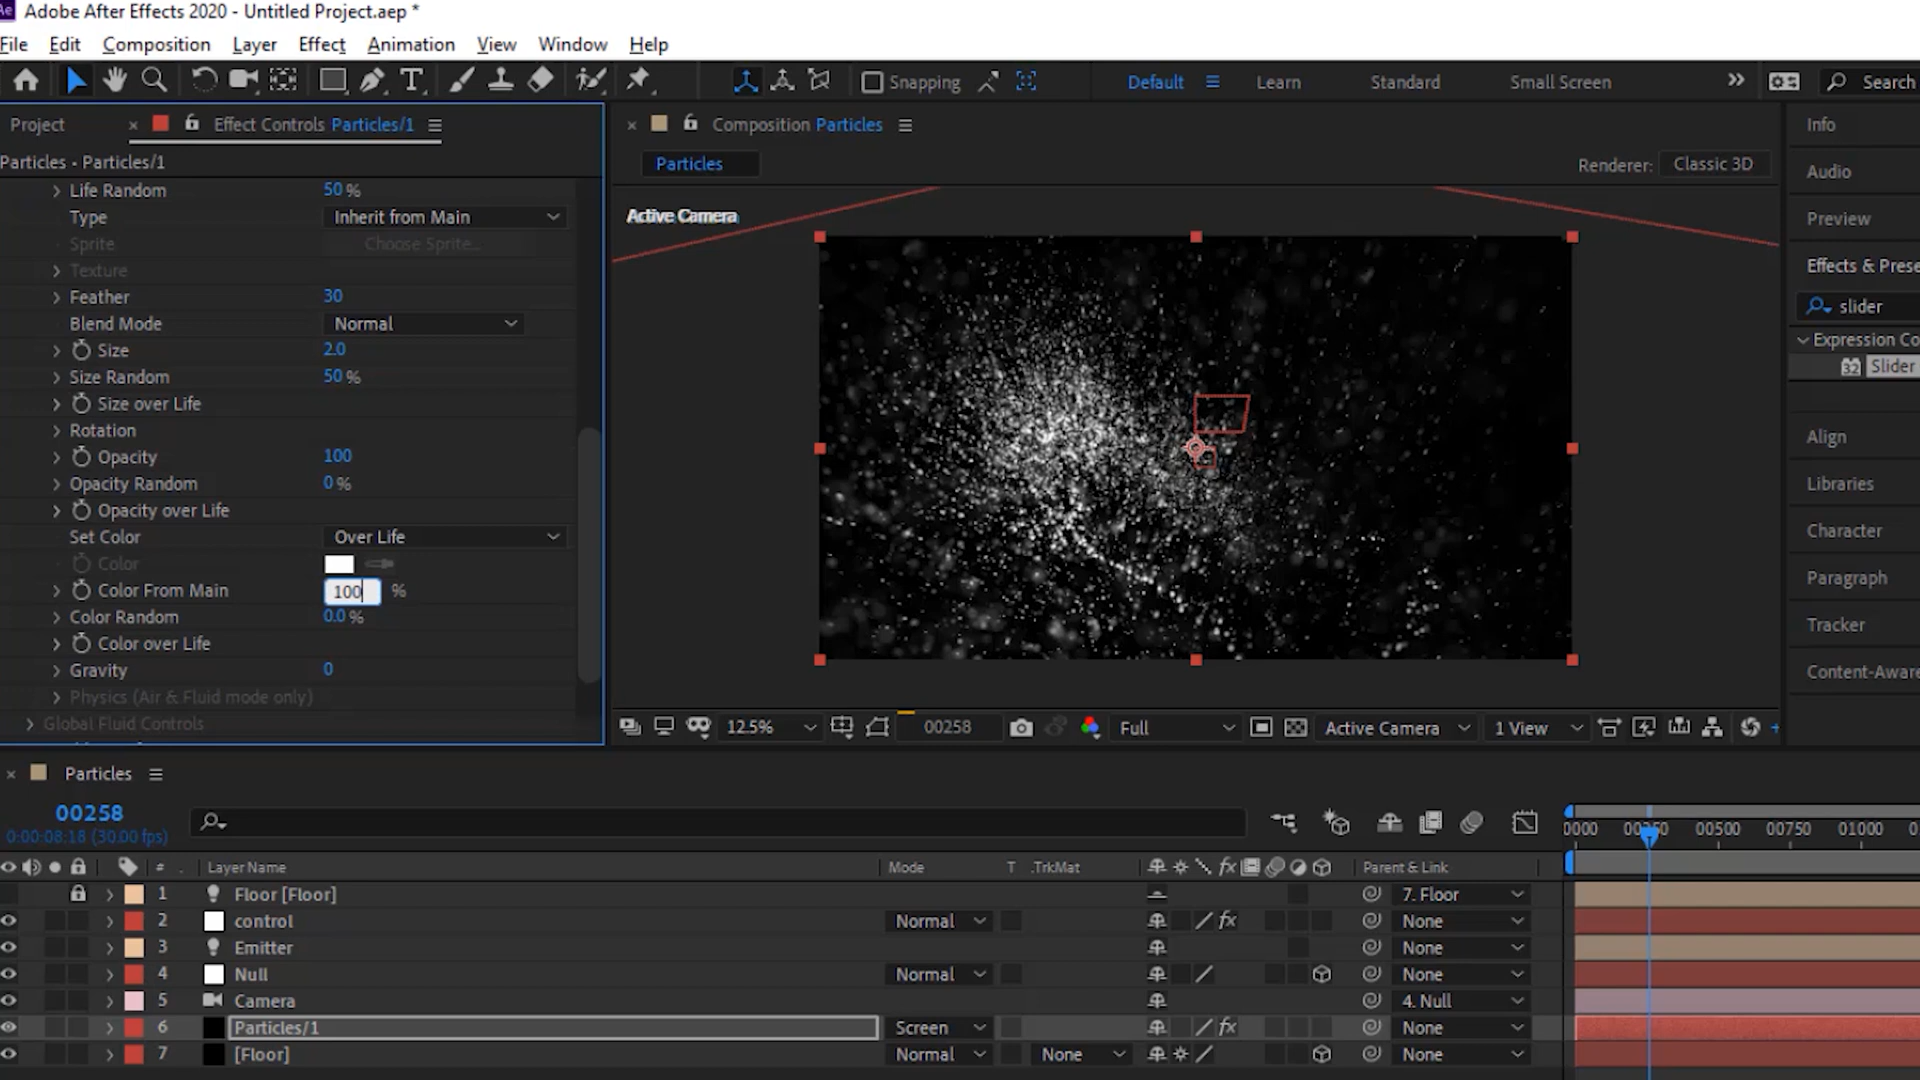 Adobe After Effects 2020 - Untitled Project.aep *
File Edit Composition Layer Effect Animation View Window Help
Snapping Default Learn Standard Small Screen Search
Project Effect Controls Particles/1
Particles - Particles/1
Life Random 50 %
Type Inherit from Main
Sprite Choose Sprite...
Texture
Feather 30
Blend Mode Normal
Size 2.0
Size Random 50 %
Size over Life
Rotation
Opacity 100
Opacity Random 0 %
Opacity over Life
Set Color Over Life
Color
Color From Main 100 %
Color Random 0.0 %
Color over Life
Gravity 0
Physics (Air & Fluid mode only)
Global Fluid Controls
Composition Particles
Particles
Renderer: Classic 3D
Active Camera
12.5% 00258 Full Active Camera 1 View
Info
Audio
Preview
Effects & Prese
slider
Expression Co
32 Slider
Align
Libraries
Character
Paragraph
Tracker
Content-Aware
Particles
00258
0:00:08:18 (30.00 fps)
0000 00250 00500 00750 01000
# Layer Name Mode T .TrkMat fx Parent & Link
1 Floor [Floor] 7. Floor
2 control Normal fx None
3 Emitter None
4 Null Normal None
5 Camera 4. Null
6 Particles/1 Screen fx None
7 [Floor] Normal None None